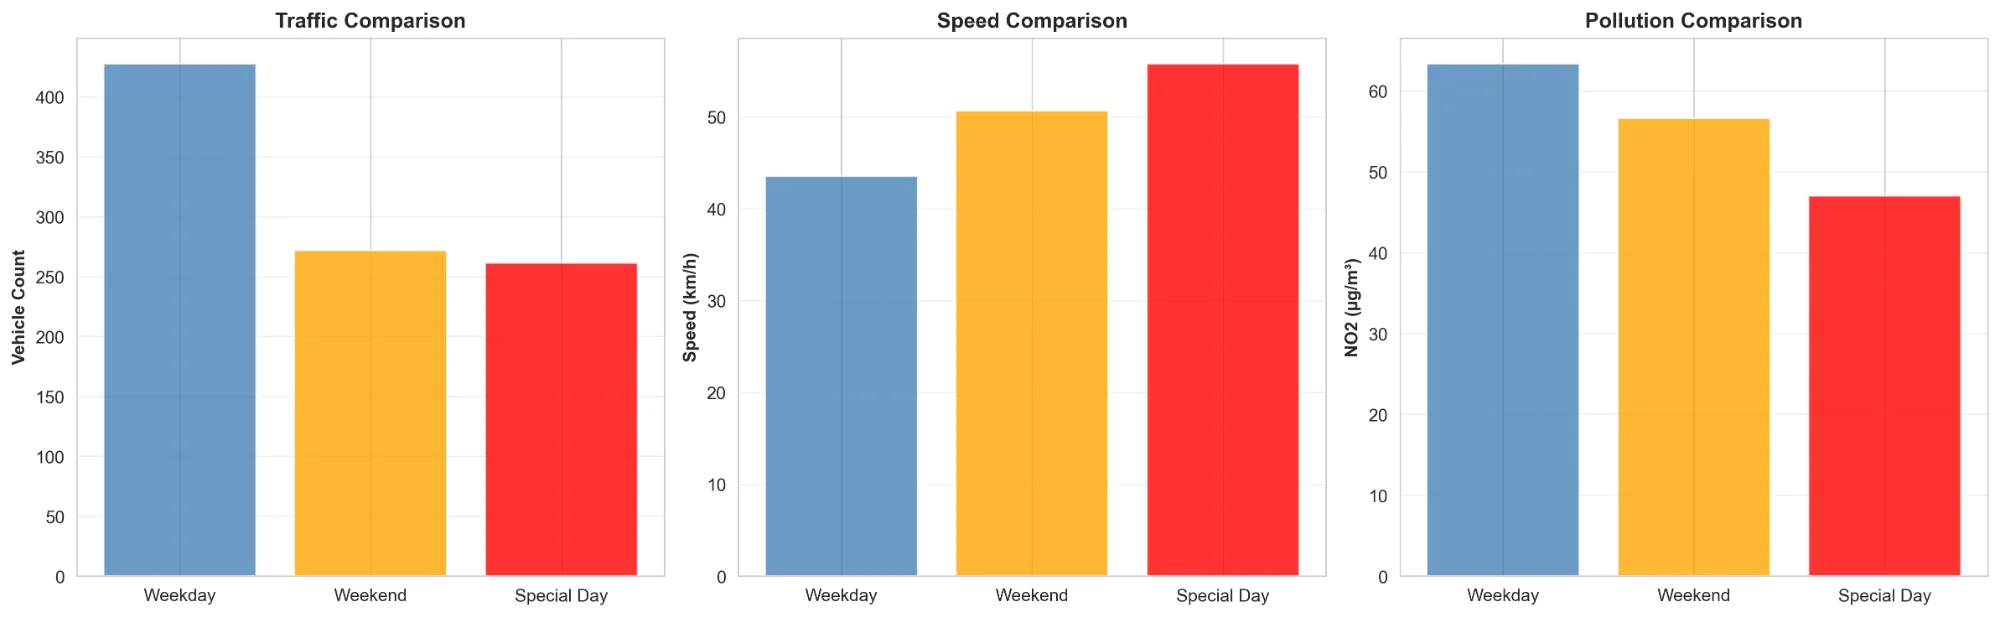 Traffic Comparison
Vehicle Count
400
350
300
250
200
150
100
50
0
Weekday
Weekend
Special Day
Speed Comparison
Speed (km/h)
50
40
30
20
10
0
Weekday
Weekend
Special Day
Pollution Comparison
NO2 (µg/m³)
60
50
40
30
20
10
0
Weekday
Weekend
Special Day